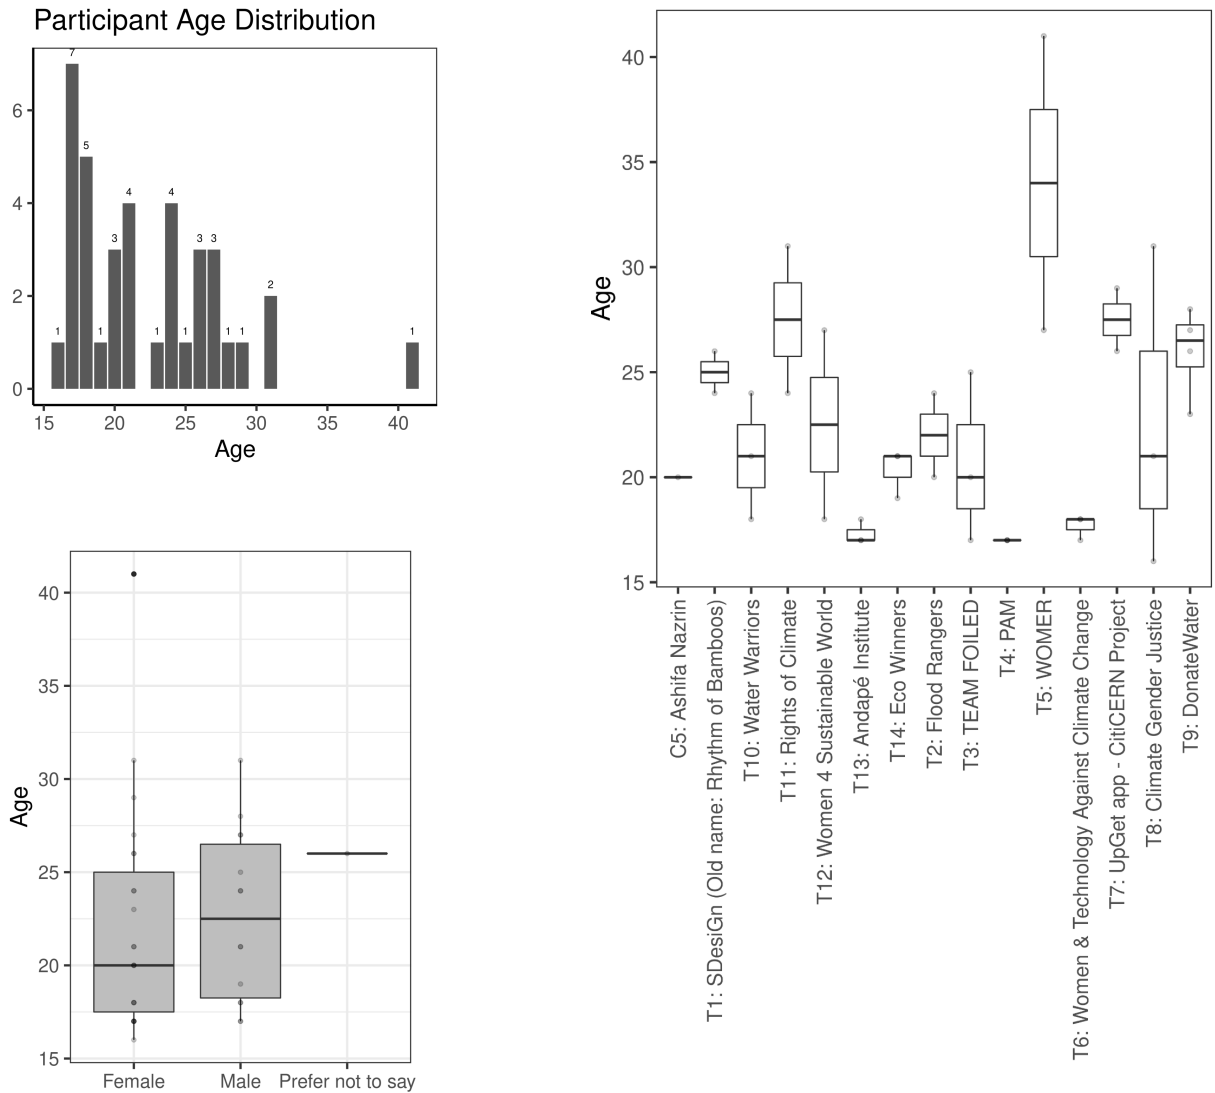 Participant Age Distribution
7
5
4
4
3
3
3
2
1
1
1
1
1
1
1
6
4
2
0
15
20
25
30
35
40
Age
40
35
30
25
20
15
Age
C5: Ashifa Nazrin
T1: SDesiGn (Old name: Rhythm of Bamboos)
T10: Water Warriors
T11: Rights of Climate
T12: Women 4 Sustainable World
T13: Andapé Institute
T14: Eco Winners
T2: Flood Rangers
T3: TEAM FOILED
T4: PAM
T5: WOMER
T6: Women & Technology Against Climate Change
T7: UpGet app - CitiCERN Project
T8: Climate Gender Justice
T9: DonateWater
40
35
30
25
20
15
Age
Female
Male
Prefer not to say